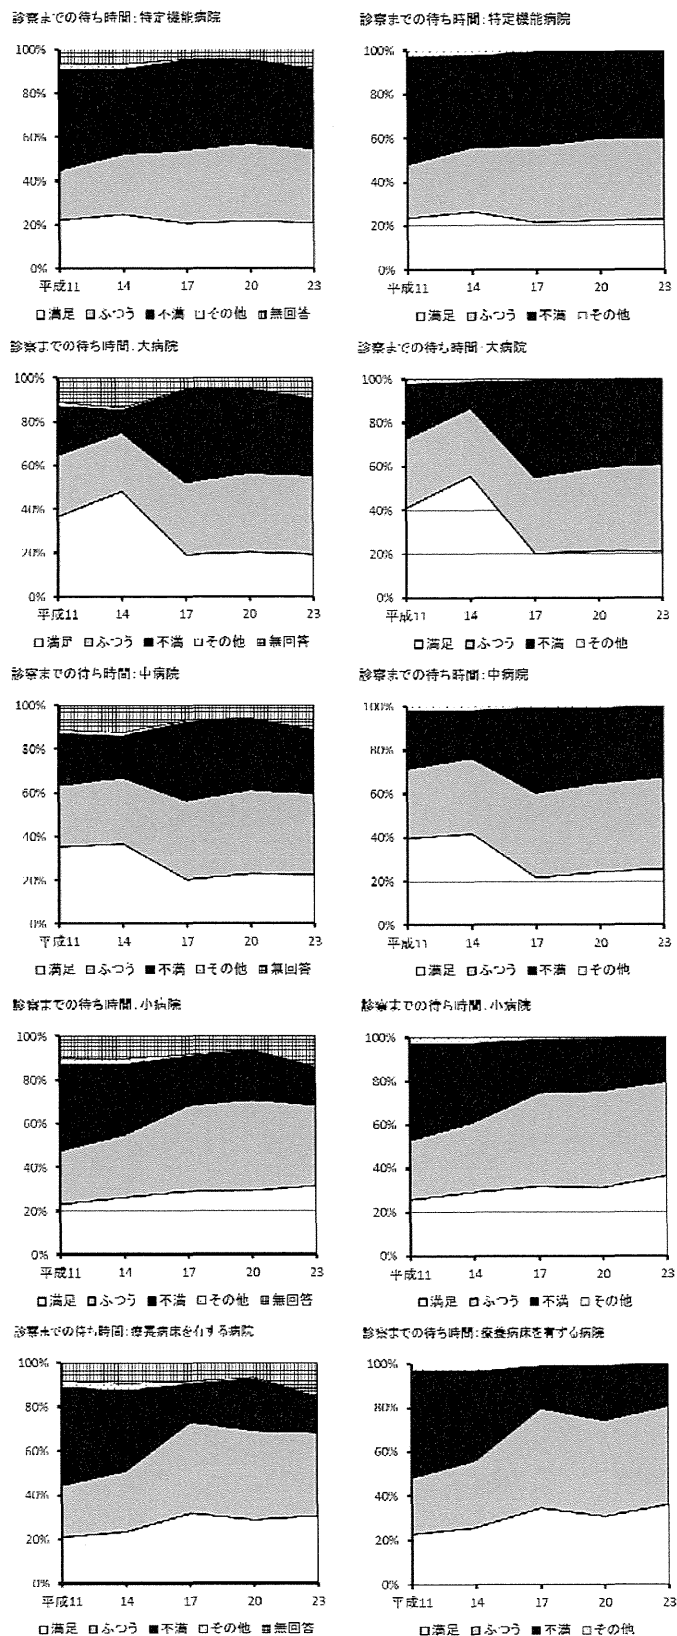 診察までの待ち時間:特定機能病院
100%
80%
60%
40%
20%
0%
平成11 14 17 20 23
□満足 □ふつう ■不満 □その他 ▦無回答
診察までの待ち時間:特定機能病院
100%
80%
60%
40%
20%
0%
平成11 14 17 20 23
□満足 □ふつう ■不満 □その他
診察までの待ち時間:大病院
100%
80%
60%
40%
20%
0%
平成11 14 17 20 23
□満足 □ふつう ■不満 □その他 ▦無回答
診察までの待ち時間:大病院
100%
80%
60%
40%
20%
0%
平成11 14 17 20 23
□満足 □ふつう ■不満 □その他
診察までの待ち時間:中病院
100%
80%
60%
40%
20%
0%
平成11 14 17 20 23
□満足 □ふつう ■不満 □その他 ▦無回答
診察までの待ち時間:中病院
100%
80%
60%
40%
20%
0%
平成11 14 17 20 23
□満足 □ふつう ■不満 □その他
診察までの待ち時間:小病院
100%
80%
60%
40%
20%
0%
平成11 14 17 20 23
□満足 □ふつう ■不満 □その他 ▦無回答
診察までの待ち時間:小病院
100%
80%
60%
40%
20%
0%
平成11 14 17 20 23
□満足 □ふつう ■不満 □その他
診察までの待ち時間:療養病床を有する病院
100%
80%
60%
40%
20%
0%
平成11 14 17 20 23
□満足 □ふつう ■不満 □その他 ▦無回答
診察までの待ち時間:療養病床を有する病院
100%
80%
60%
40%
20%
0%
平成11 14 17 20 23
□満足 □ふつう ■不満 □その他